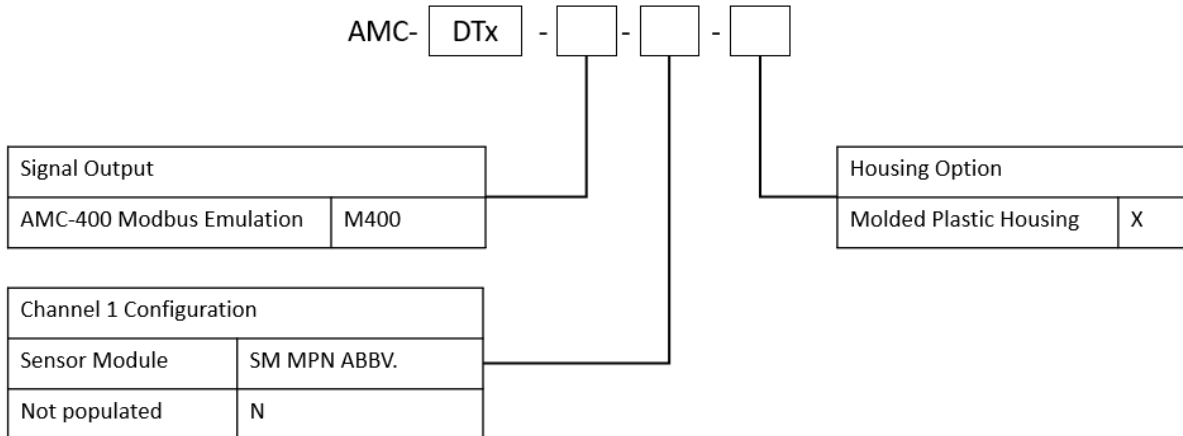 AMC- DTx - - -
Signal Output
AMC-400 Modbus Emulation M400
Housing Option
Molded Plastic Housing X
Channel 1 Configuration
Sensor Module SM MPN ABBV.
Not populated N